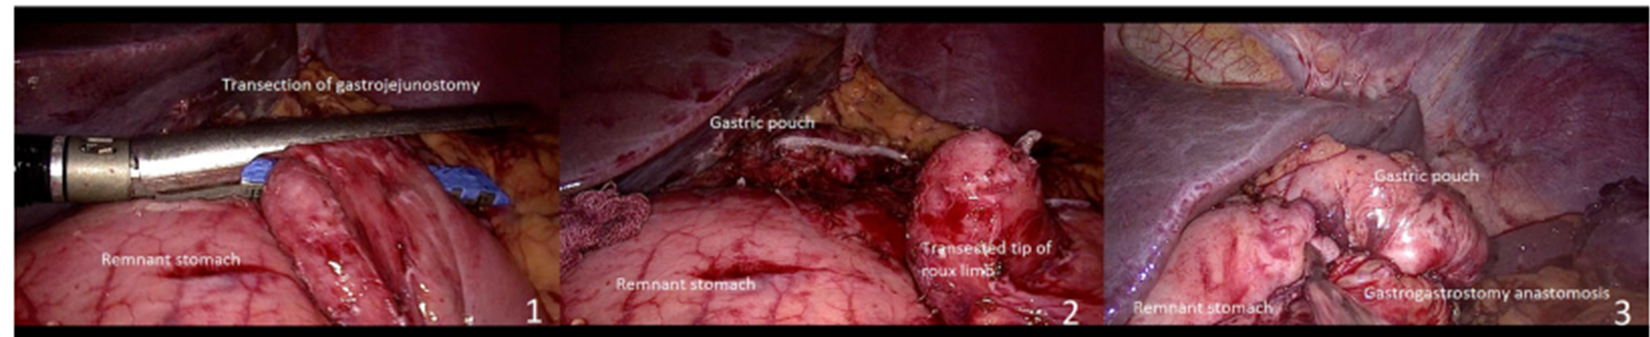 Transection of gastrojejunostomy
Remnant stomach
1
Gastric pouch
Transected tip of
roux limb
Remnant stomach
2
Gastric pouch
Gastrogastrostomy anastomosis
Remnant stomach
3